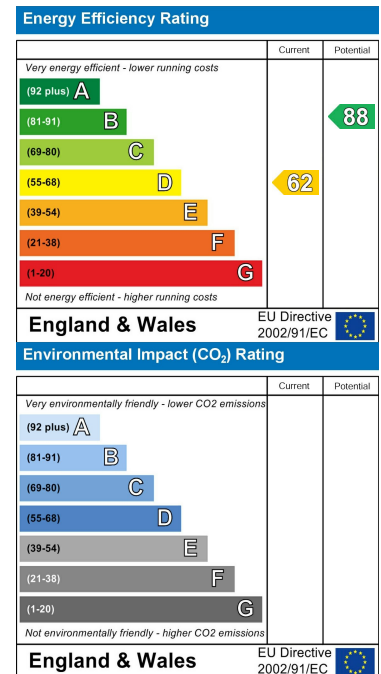 Energy Efficiency Rating
Current Potential
Very energy efficient - lower running costs
(92 plus) A
(81-91) B
88
(69-80) C
(55-68) D
62
(39-54) E
(21-38) F
(1-20) G
Not energy efficient - higher running costs
England & Wales
EU Directive
2002/91/EC
Environmental Impact (CO₂) Rating
Current Potential
Very environmentally friendly - lower CO2 emissions
(92 plus) A
(81-91) B
(69-80) C
(55-68) D
(39-54) E
(21-38) F
(1-20) G
Not environmentally friendly - higher CO2 emissions
England & Wales
EU Directive
2002/91/EC